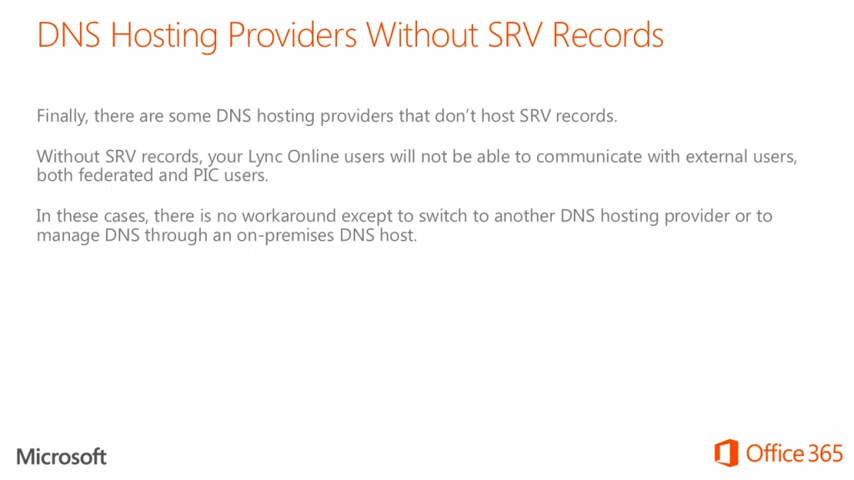 DNS Hosting Providers Without SRV Records
Finally, there are some DNS hosting providers that don't host SRV records.
Without SRV records, your Lync Online users will not be able to communicate with external users,
both federated and PIC users.
In these cases, there is no workaround except to switch to another DNS hosting provider or to
manage DNS through an on-premises DNS host.
Microsoft
Office 365